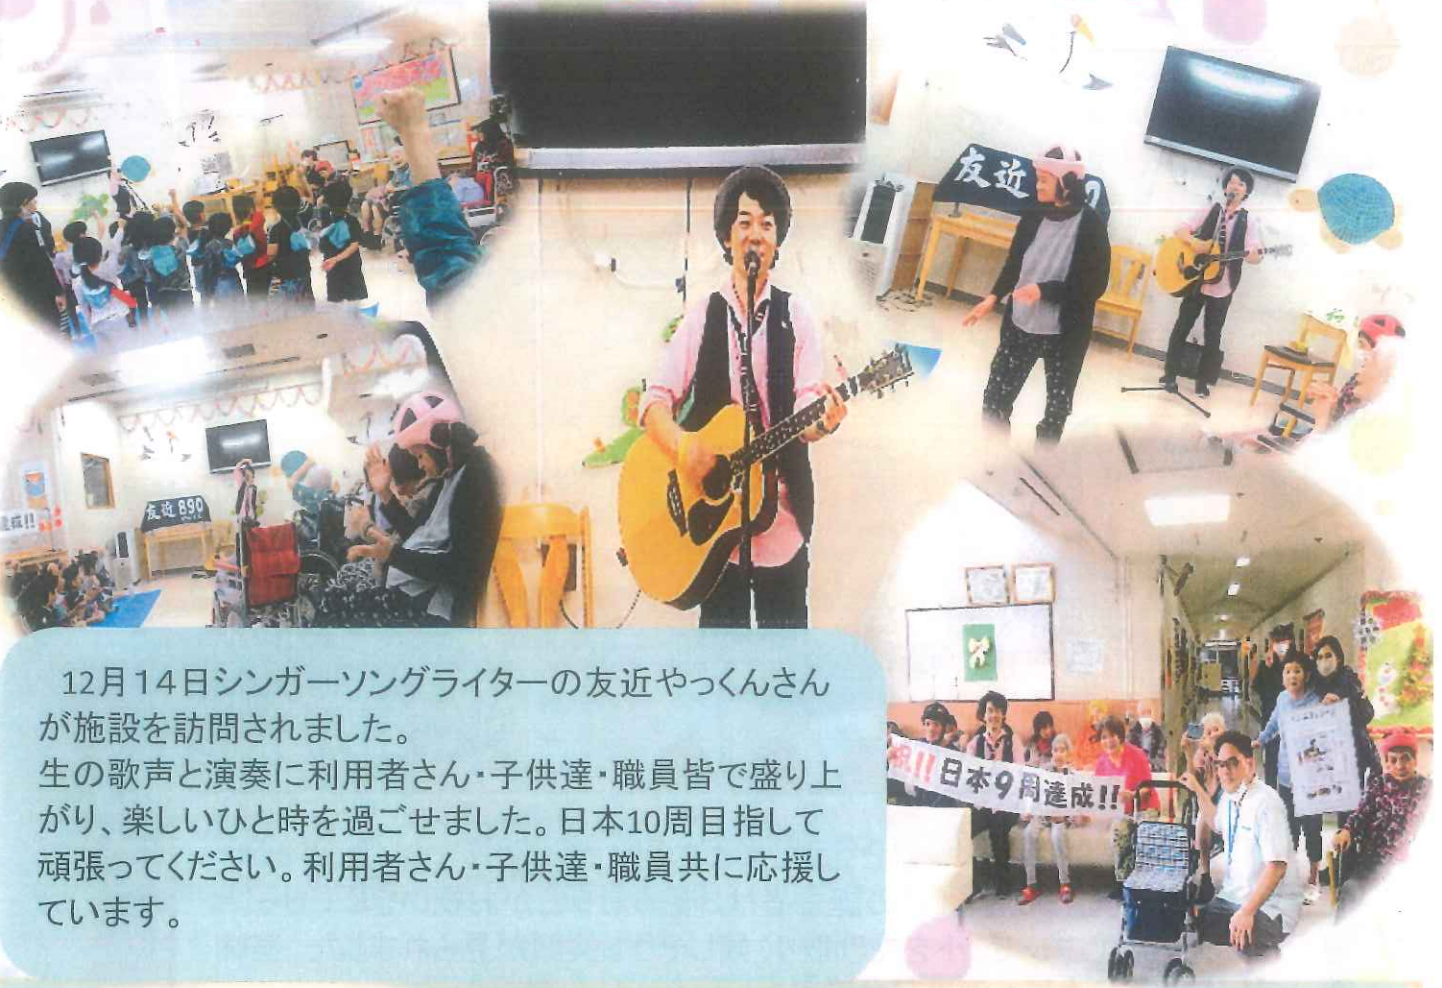 友近
友近890
達成!!
祝!!日本9周達成!!
12月14日シンガーソングライターの友近やっくんさん
が施設を訪問されました。
生の歌声と演奏に利用者さん・子供達・職員皆で盛り上
がり、楽しいひと時を過ごせました。日本10周目指して
頑張ってください。利用者さん・子供達・職員共に応援し
ています。